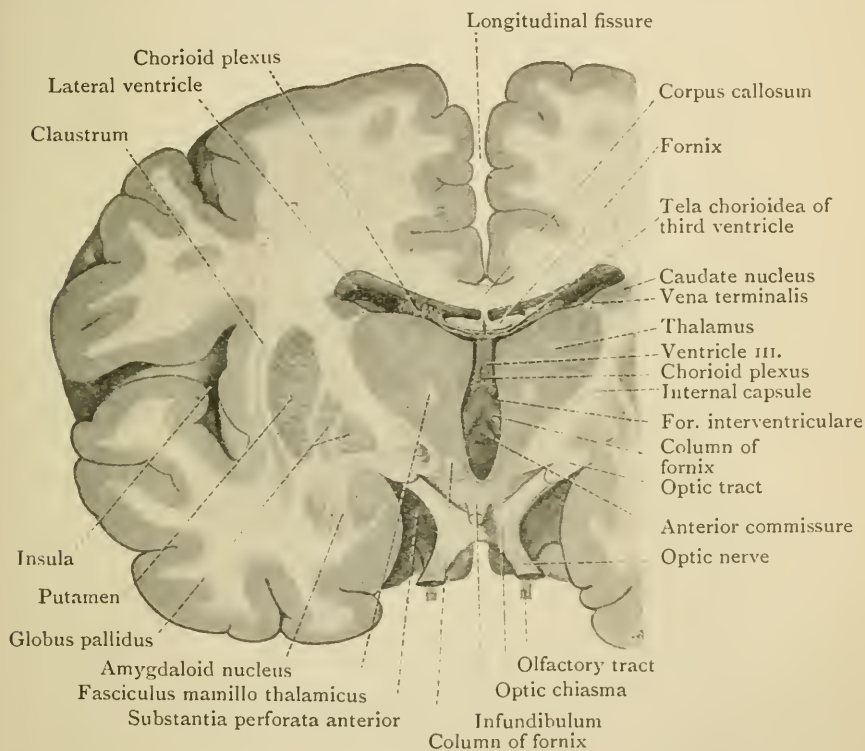 Longitudinal fissure
Chorioid plexus
Lateral ventricle
Claustrum
Corpus callosum
Fornix
Tela chorioidea of
third ventricle
Caudate nucleus
Vena terminalis
Thalamus
Ventricle III.
Chorioid plexus
Internal capsule
For. interventriculare
Column of
fornix
Optic tract
Anterior commissure
Optic nerve
Insula
Putamen
Globus pallidus
Amygdaloid nucleus
Fasciculus mamillo thalamicus
Substantia perforata anterior
Olfactory tract
Optic chiasma
Infundibulum
Column of fornix